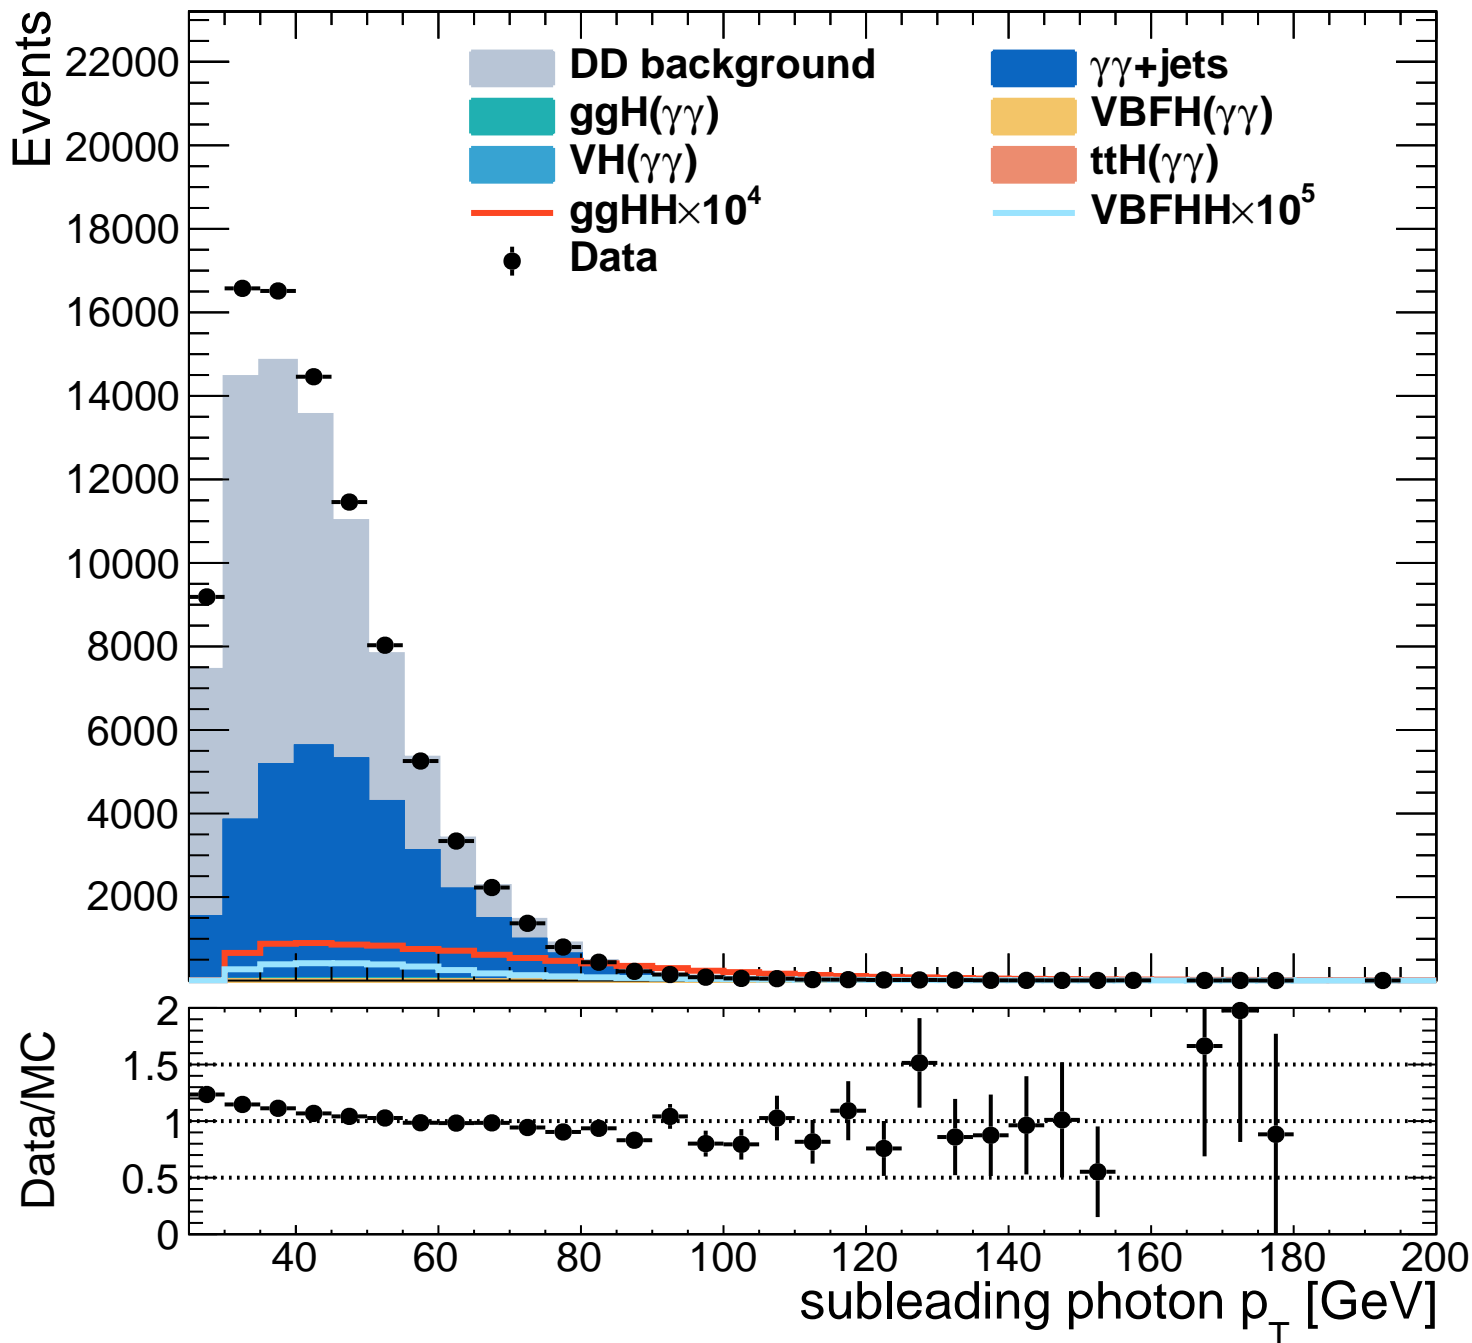 Events
22000
20000
18000
16000
14000
12000
10000
8000
6000
4000
2000
DD background
γγ+jets
ggH(γγ)
VBFH(γγ)
VH(γγ)
ttH(γγ)
ggHH×10⁴
VBFHH×10⁵
Data
Data/MC
2
1.5
1
0.5
0
40 60 80 100 120 140 160 180 200
subleading photon p_T [GeV]